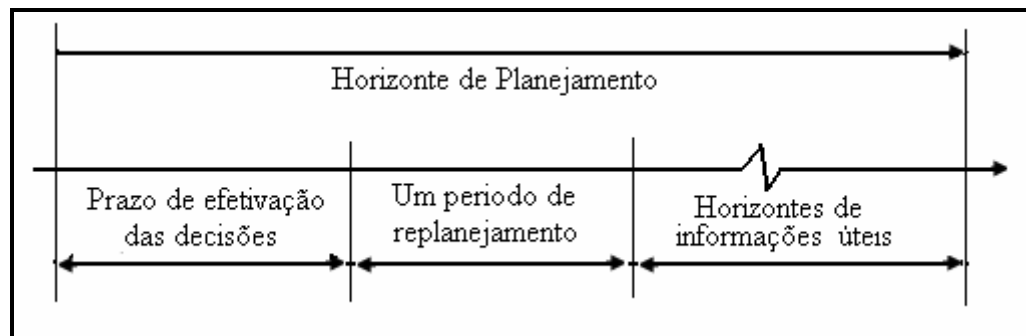 Horizonte de Planejamento
Prazo de efetivação
das decisões
Um periodo de
replanejamento
Horizontes de
informações úteis